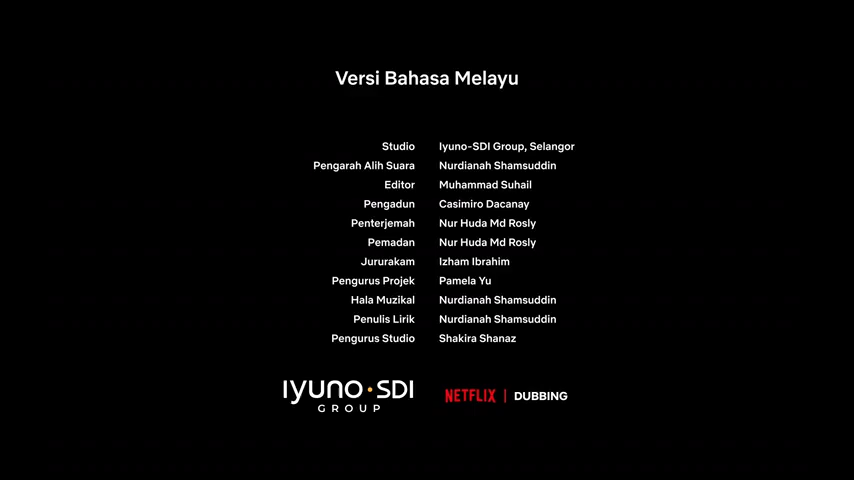 Versi Bahasa Melayu
Studio Iyuno-SDI Group, Selangor
Pengarah Alih Suara Nurdianah Shamsuddin
Editor Muhammad Suhail
Pengadun Casimiro Dacanay
Penterjemah Nur Huda Md Rosly
Pemadan Nur Huda Md Rosly
Jururakam Izham Ibrahim
Pengurus Projek Pamela Yu
Hala Muzikal Nurdianah Shamsuddin
Penulis Lirik Nurdianah Shamsuddin
Pengurus Studio Shakira Shanaz
IYUNO·SDI
GROUP
NETFLIX | DUBBING